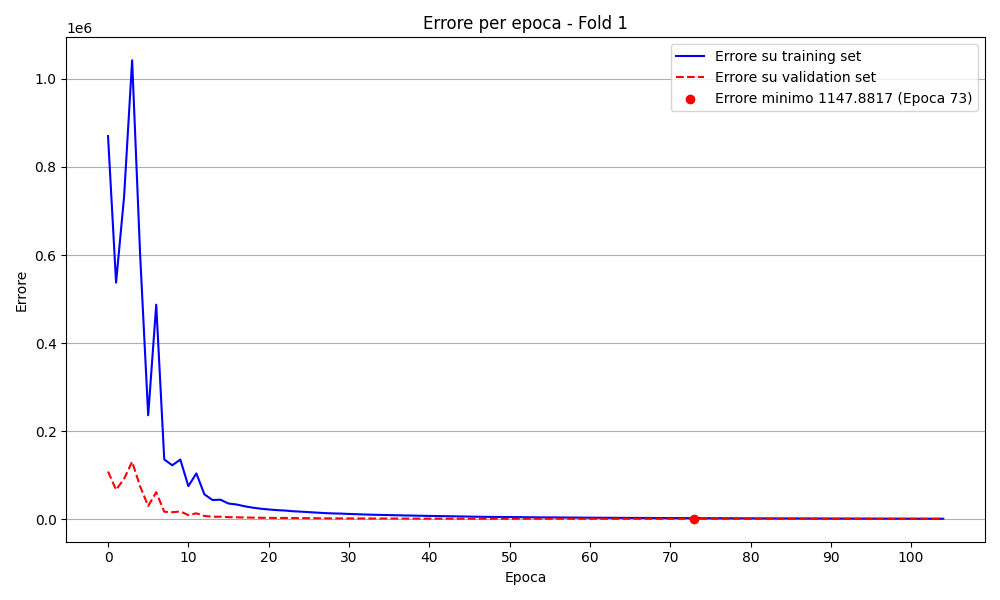 Errore per epoca - Fold 1
1e6
Errore su training set
Errore su validation set
Errore minimo 1147.8817 (Epoca 73)
1.0
0.8
0.6
0.4
0.2
0.0
Errore
0 10 20 30 40 50 60 70 80 90 100
Epoca